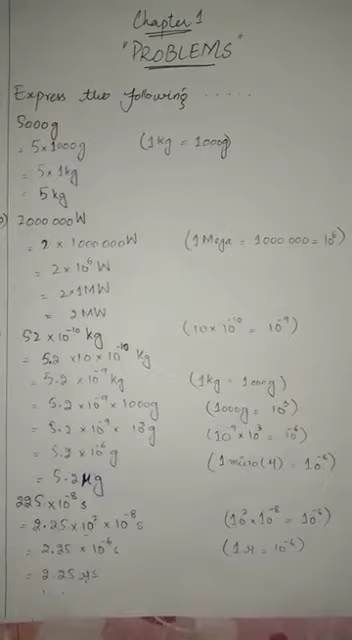 Chapter 1
"PROBLEMS"
Express the following .....
5000g
= 5×1000g (1kg = 1000g)
= 5×1kg
= 5kg
2000 000W
= 2 × 1000 000W (1Mega = 1000 000 = 10⁶)
= 2×10⁶ W
= 2×1MW
= 2MW
52 × 10⁻¹⁰ kg (10×10⁻¹⁰ = 10⁻⁹)
= 5.2 × 10 × 10⁻¹⁰ kg
= 5.2 × 10⁻⁹ kg (1kg = 1000g)
= 5.2 × 10⁻⁹ × 1000g (1000g = 10³)
= 5.2 × 10⁻⁹ × 10³g (10⁻⁹ × 10³ = 10⁻⁶)
= 5.2 × 10⁻⁶ g (1 micro(μ) = 10⁻⁶)
= 5.2μg
225 × 10⁻⁸ s
= 2.25 × 10² × 10⁻⁸ s (10² × 10⁻⁸ = 10⁻⁶)
= 2.25 × 10⁻⁶ s (1μ = 10⁻⁶)
= 2.25 μs